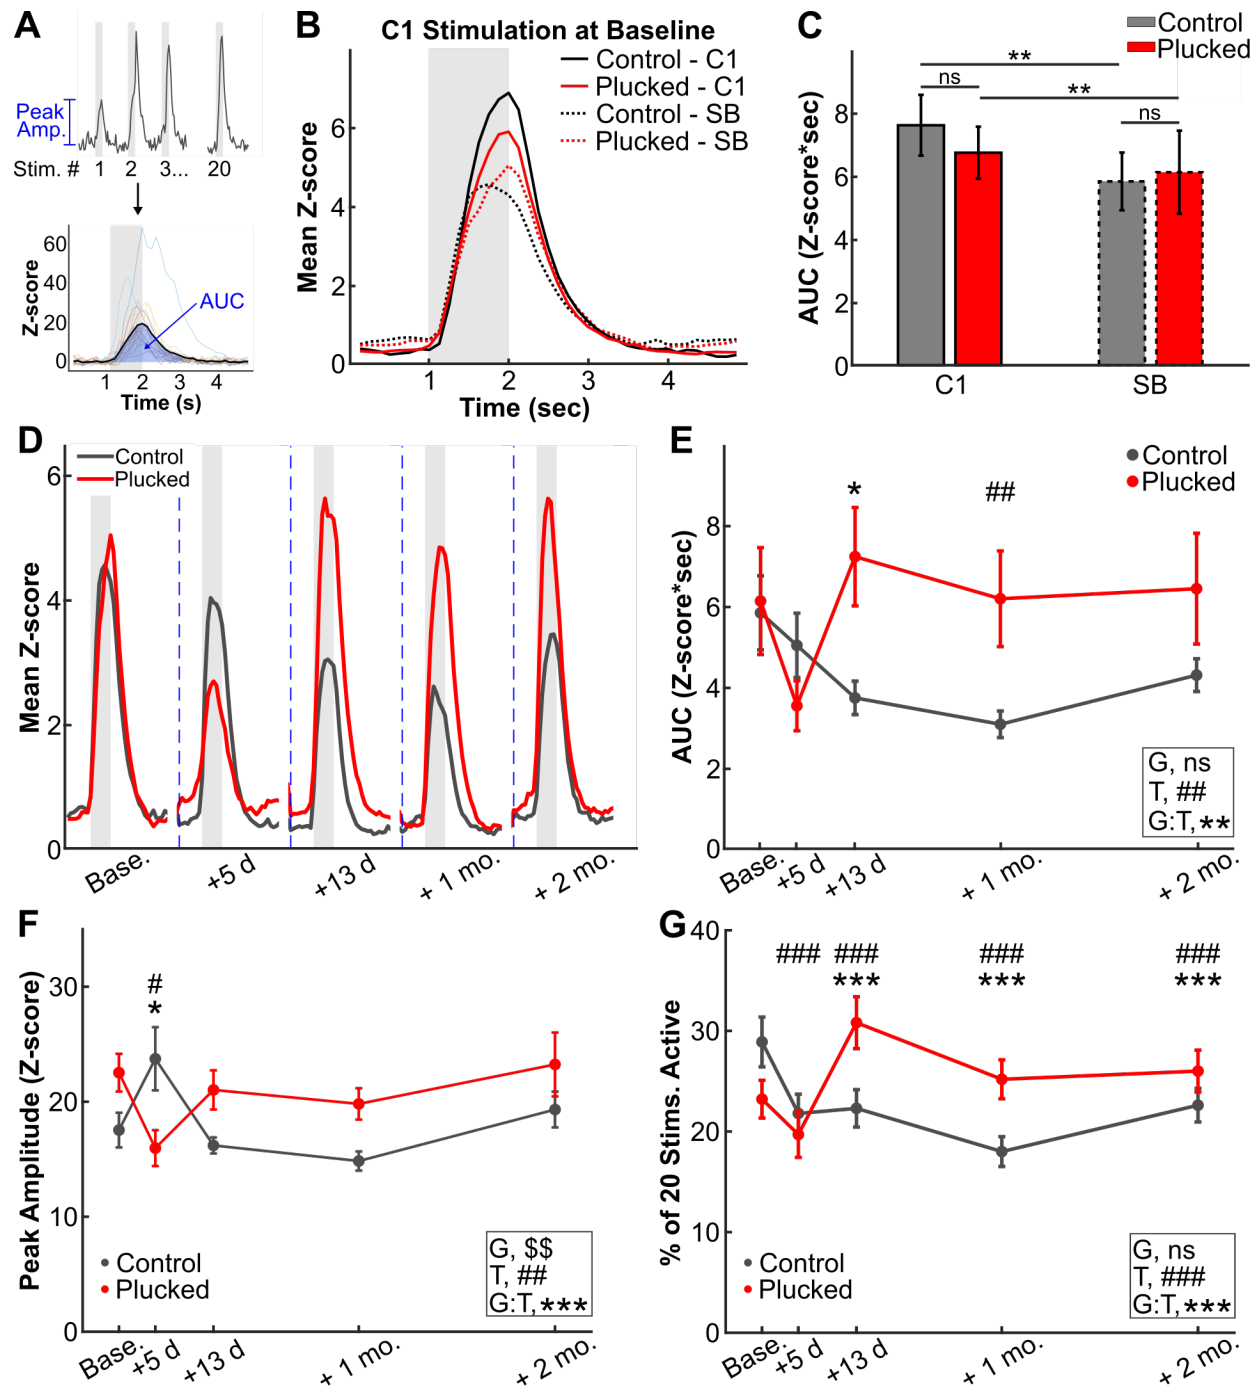 A
Peak
Amp.
Stim. # 1 2 3... 20
60
40
20
0
Z-score
AUC
1 2 3 4
Time (s)
B
C1 Stimulation at Baseline
Control - C1
Plucked - C1
Control - SB
Plucked - SB
6
4
2
0
Mean Z-score
1 2 3 4
Time (sec)
C
Control
Plucked
**
ns
**
ns
8
6
4
2
0
AUC (Z-score*sec)
C1 SB
D
Control
Plucked
6
4
2
0
Mean Z-score
Base. +5 d +13 d + 1 mo. + 2 mo.
E
Control
Plucked
* ##
8
6
4
2
0
AUC (Z-score*sec)
G, ns
T, ##
G:T, **
Base. +5 d +13 d + 1 mo. + 2 mo.
F
#
*
30
20
10
0
Peak Amplitude (Z-score)
Control
Plucked
G, $$
T, ##
G:T, ***
Base. +5 d +13 d + 1 mo. + 2 mo.
G
### ### ### ###
*** *** ***
40
30
20
10
0
% of 20 Stims. Active
Control
Plucked
G, ns
T, ###
G:T, ***
Base. +5 d +13 d + 1 mo. + 2 mo.